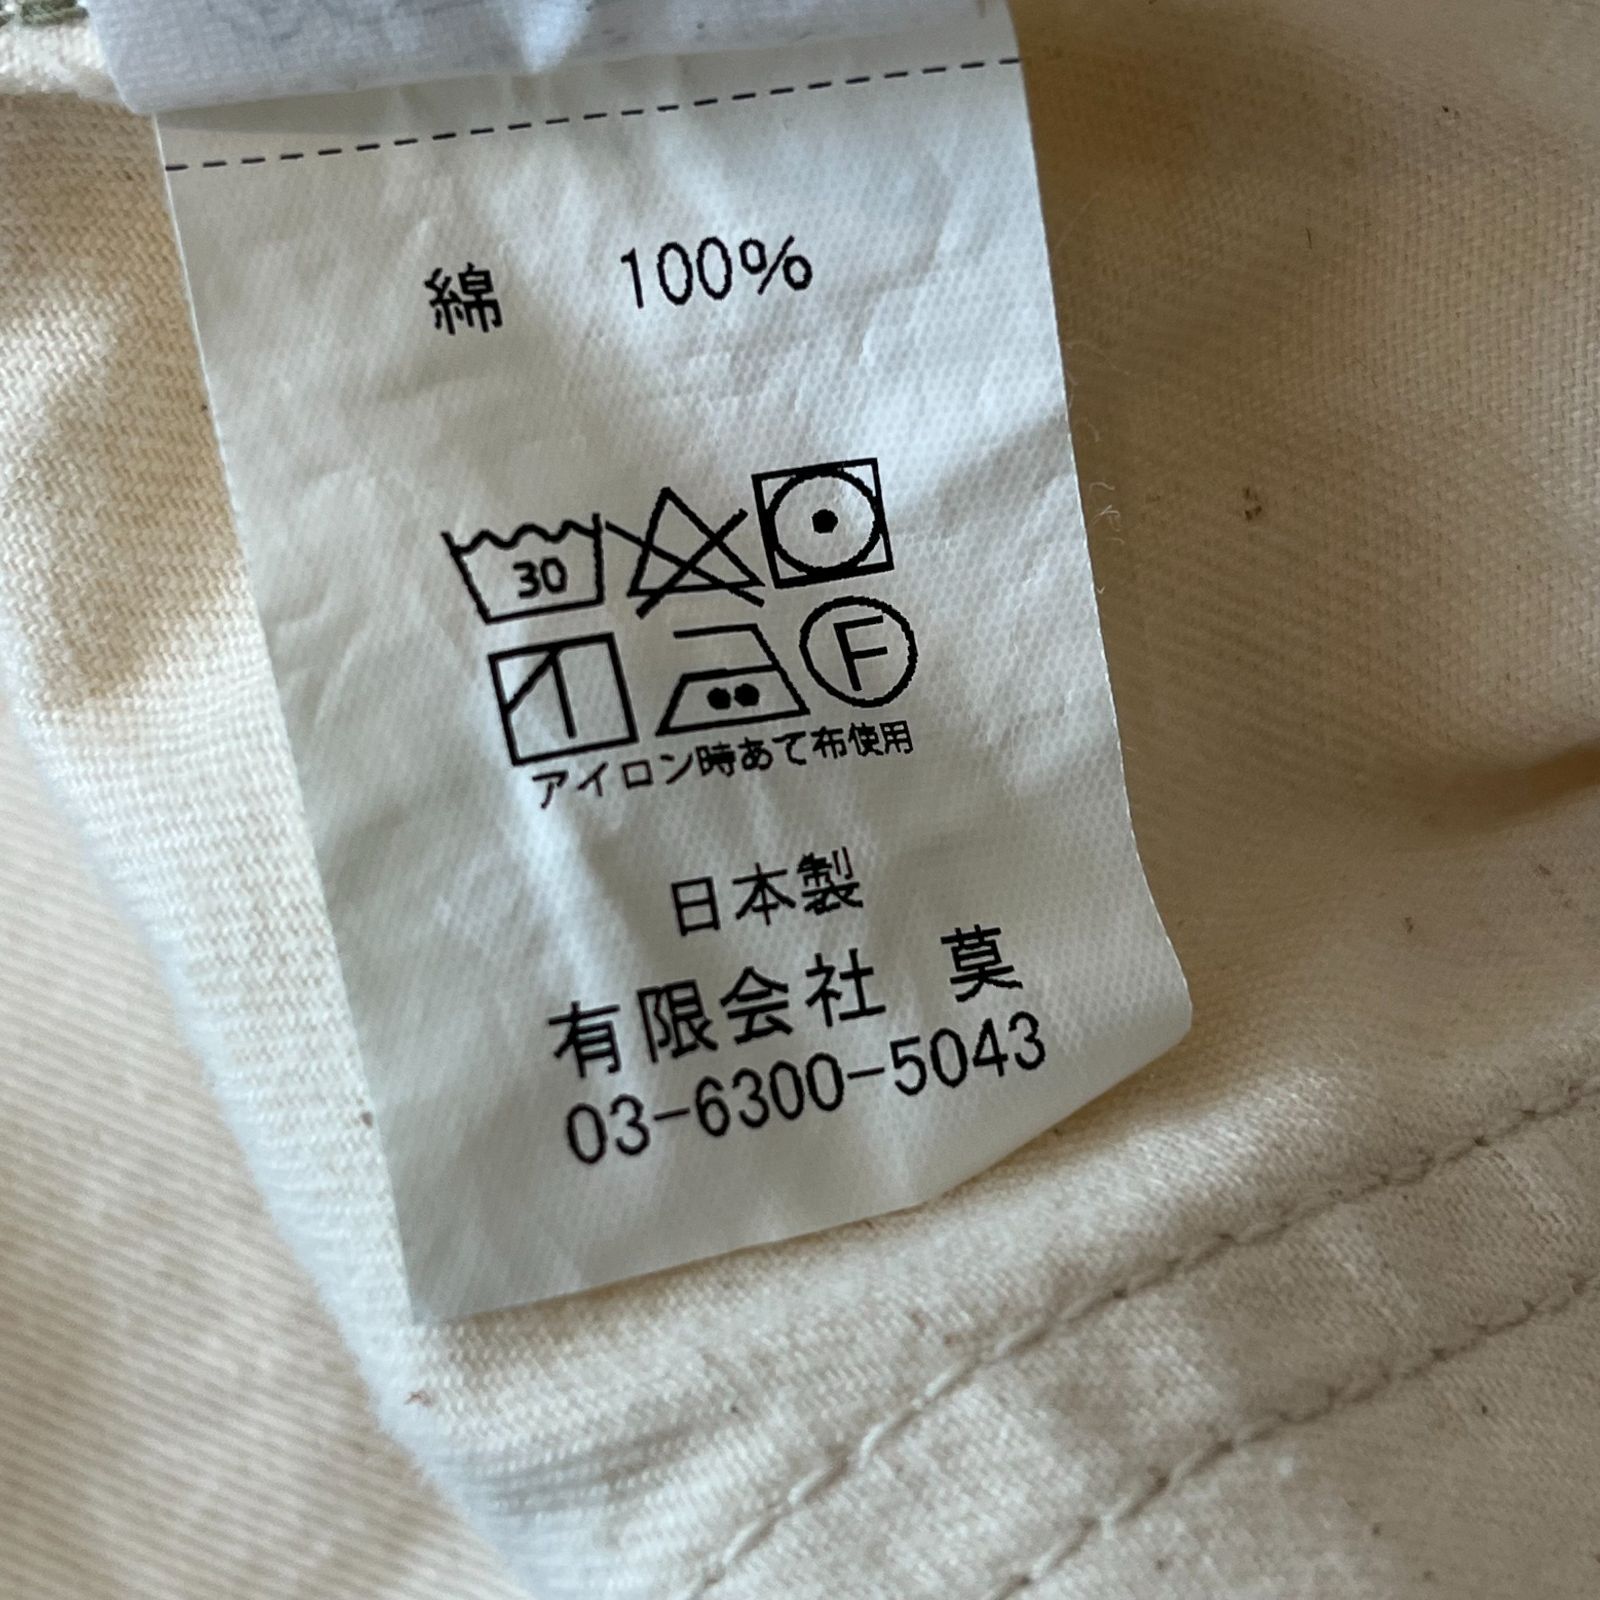 綿 100%
30
F
アイロン時あて布使用
日本製
有限会社 莫
03-6300-5043